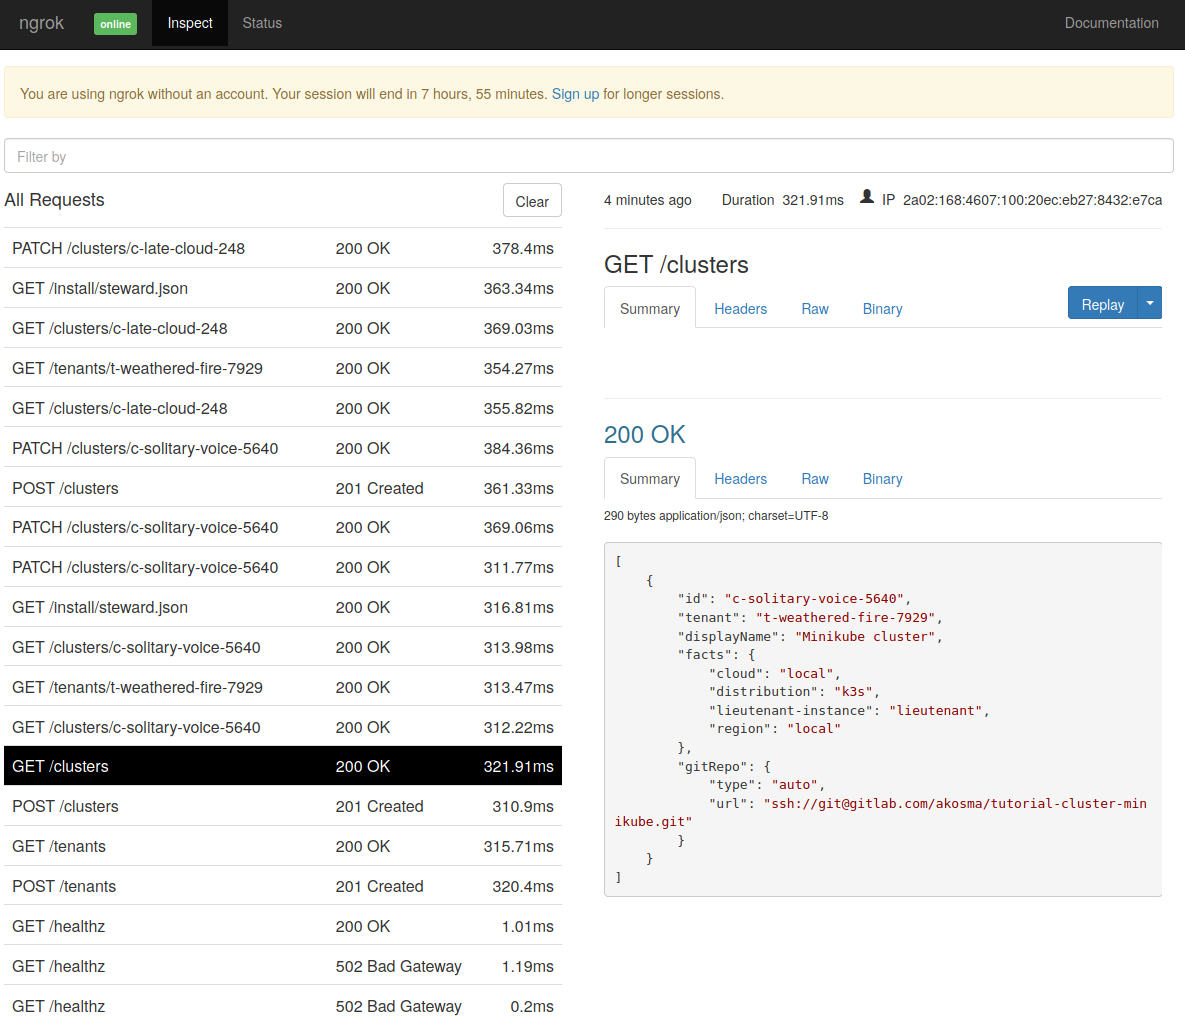 ngrok online Inspect Status Documentation
You are using ngrok without an account. Your session will end in 7 hours, 55 minutes. Sign up for longer sessions.
Filter by
All Requests Clear
PATCH /clusters/c-late-cloud-248 200 OK 378.4ms
GET /install/steward.json 200 OK 363.34ms
GET /clusters/c-late-cloud-248 200 OK 369.03ms
GET /tenants/t-weathered-fire-7929 200 OK 354.27ms
GET /clusters/c-late-cloud-248 200 OK 355.82ms
PATCH /clusters/c-solitary-voice-5640 200 OK 384.36ms
POST /clusters 201 Created 361.33ms
PATCH /clusters/c-solitary-voice-5640 200 OK 369.06ms
PATCH /clusters/c-solitary-voice-5640 200 OK 311.77ms
GET /install/steward.json 200 OK 316.81ms
GET /clusters/c-solitary-voice-5640 200 OK 313.98ms
GET /tenants/t-weathered-fire-7929 200 OK 313.47ms
GET /clusters/c-solitary-voice-5640 200 OK 312.22ms
GET /clusters 200 OK 321.91ms
POST /clusters 201 Created 310.9ms
GET /tenants 200 OK 315.71ms
POST /tenants 201 Created 320.4ms
GET /healthz 200 OK 1.01ms
GET /healthz 502 Bad Gateway 1.19ms
GET /healthz 502 Bad Gateway 0.2ms
4 minutes ago Duration 321.91ms IP 2a02:168:4607:100:20ec:eb27:8432:e7ca
GET /clusters
Summary Headers Raw Binary Replay
200 OK
Summary Headers Raw Binary
290 bytes application/json; charset=UTF-8
[
{
"id": "c-solitary-voice-5640",
"tenant": "t-weathered-fire-7929",
"displayName": "Minikube cluster",
"facts": {
"cloud": "local",
"distribution": "k3s",
"lieutenant-instance": "lieutenant",
"region": "local"
},
"gitRepo": {
"type": "auto",
"url": "ssh://git@gitlab.com/akosma/tutorial-cluster-min
ikube.git"
}
}
]